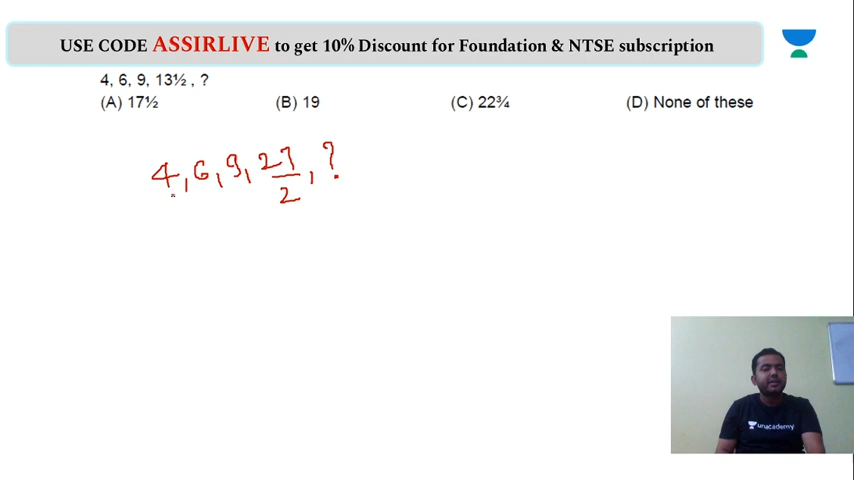 USE CODE ASSIRLIVE to get 10% Discount for Foundation & NTSE subscription
4, 6, 9, 13½ , ?
(A) 17½ (B) 19 (C) 22¾ (D) None of these
4, 6, 9, 27/2, ?
unacademy